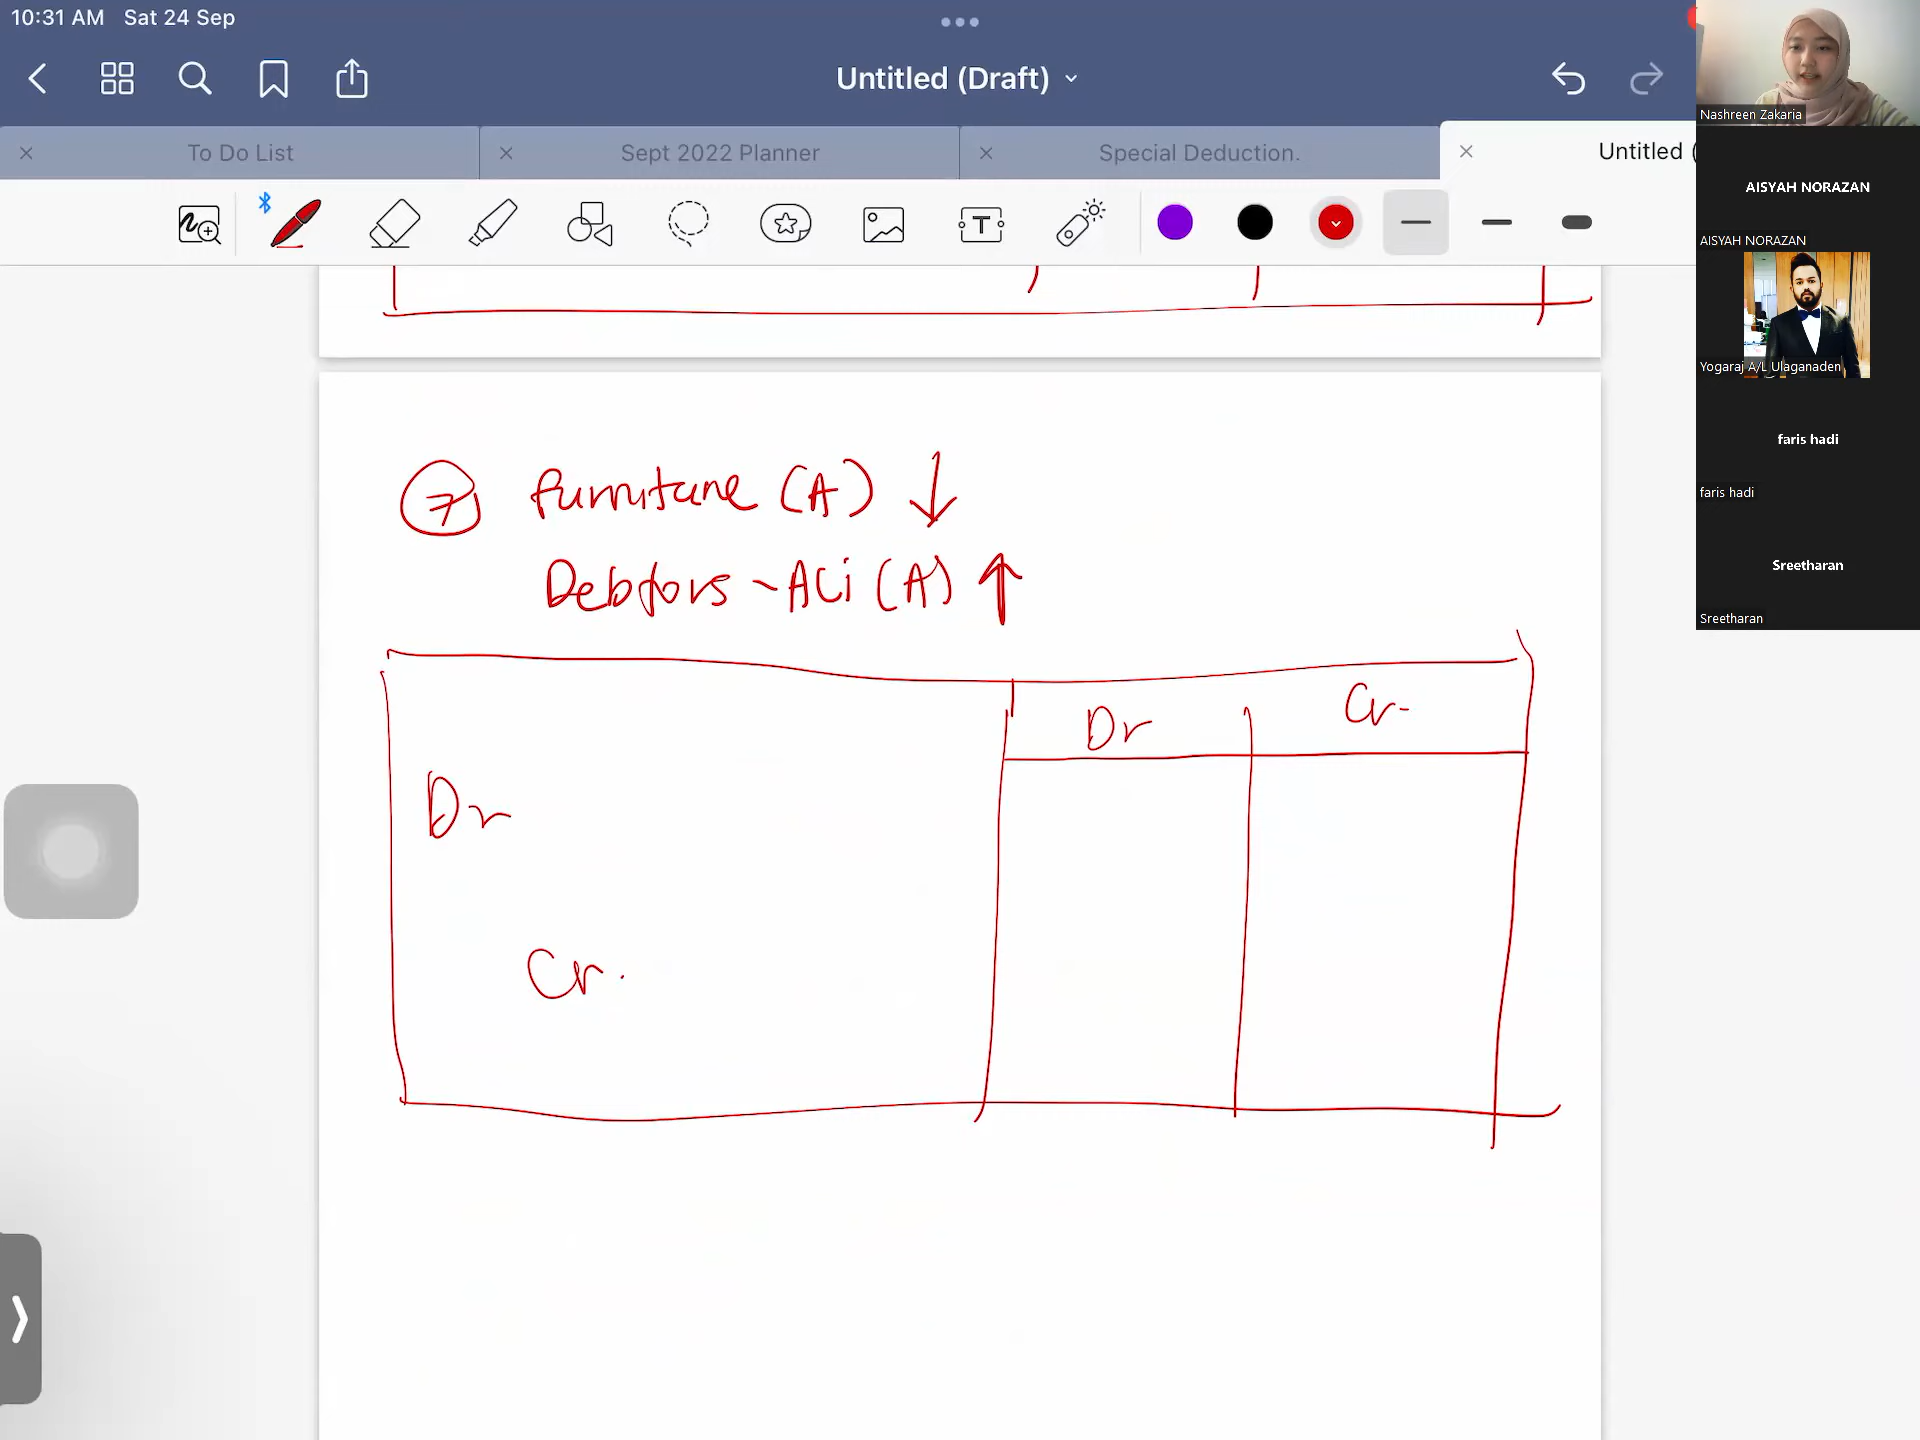 10:31 AM Sat 24 Sep
Untitled (Draft)
To Do List
Sept 2022 Planner
Special Deduction.
Untitled (
T
Nashreen Zakaria
AISYAH NORAZAN
AISYAH NORAZAN
Yogaraj A/L Ulaganaden
faris hadi
faris hadi
Sreetharan
Sreetharan
7 furniture (A) ↓
Debtors - Ali (A) ↑
Dr Cr.
Dr
Cr.